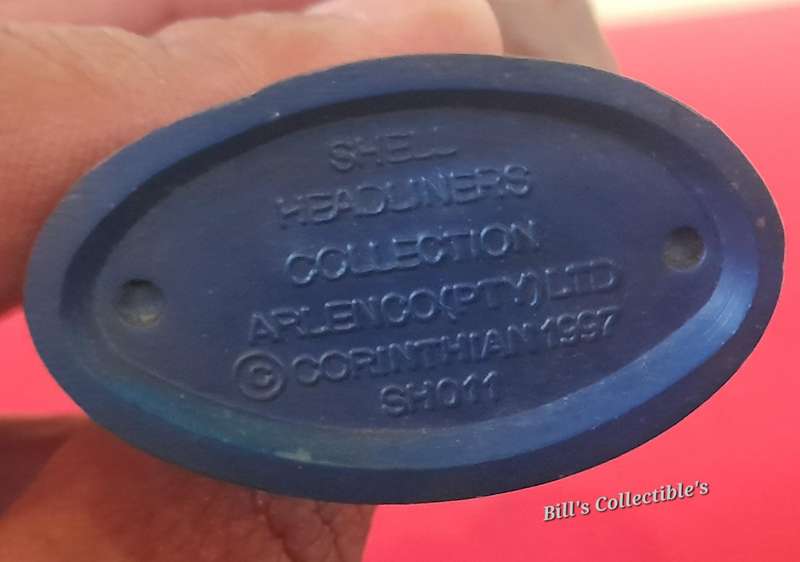 SHELL
HEADLINERS
COLLECTION
ARLENCO(PTY)LTD
© CORINTHIAN 1997
SH011
Bill's Collectible's